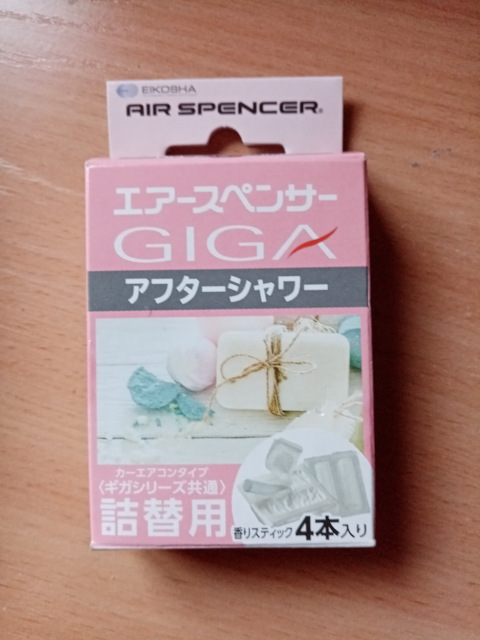 EIKOSHA
AIR SPENCER®
エアースペンサー
GIGA
アフターシャワー
カーエアコンタイプ
〈ギガシリーズ共通〉
詰替用
香りスティック4本入り